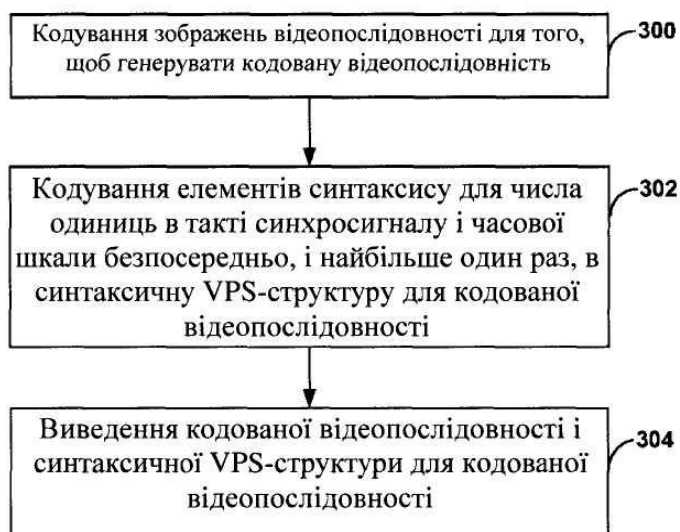 Кодування зображень відеопослідовності для того,
щоб генерувати кодовану відеопослідовність
300
Кодування елементів синтаксису для числа
одиниць в такті синхросигналу і часової
шкали безпосередньо, і найбільше один раз, в
синтаксичну VPS-структуру для кодованої
відеопослідовності
302
Виведення кодованої відеопослідовності і
синтаксичної VPS-структури для кодованої
відеопослідовності
304